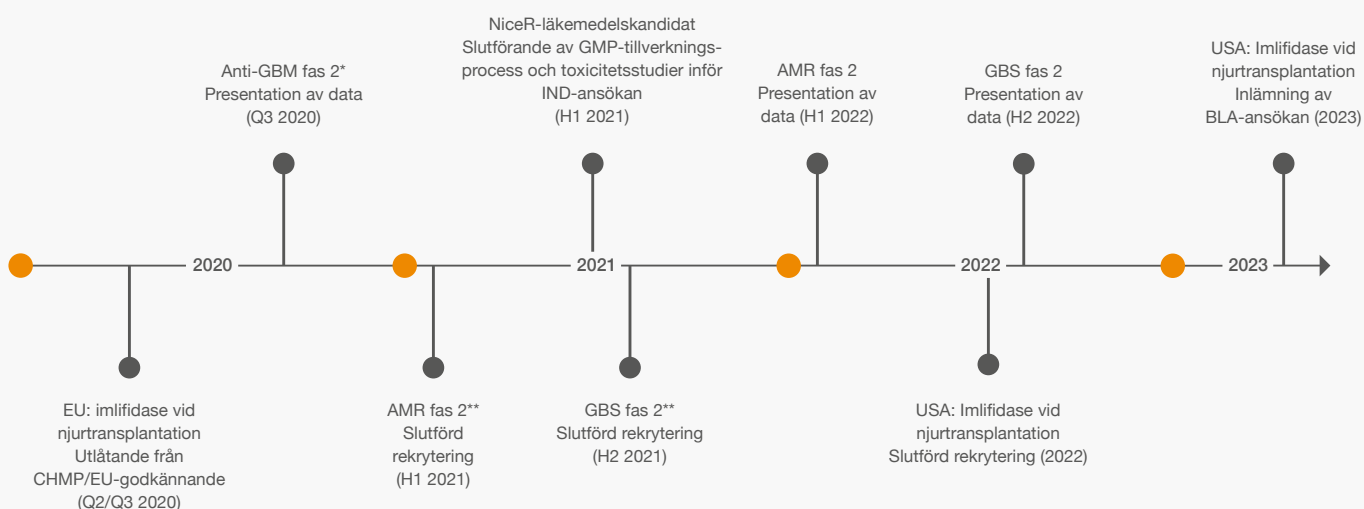 Anti-GBM fas 2*
Presentation av data
(Q3 2020)
NiceR-läkemedelskandidat
Slutförande av GMP-tillverknings-
process och toxicitetsstudier inför
IND-ansökan
(H1 2021)
AMR fas 2
Presentation av
data (H1 2022)
GBS fas 2
Presentation av
data (H2 2022)
USA: Imlifidase vid
njurtransplantation
Inlämning av
BLA-ansökan (2023)
2020
2021
2022
2023
EU: imlifidase vid
njurtransplantation
Utlåtande från
CHMP/EU-godkännande
(Q2/Q3 2020)
AMR fas 2**
Slutförd
rekrytering
(H1 2021)
GBS fas 2**
Slutförd rekrytering
(H2 2021)
USA: Imlifidase vid
njurtransplantation
Slutförd rekrytering (2022)